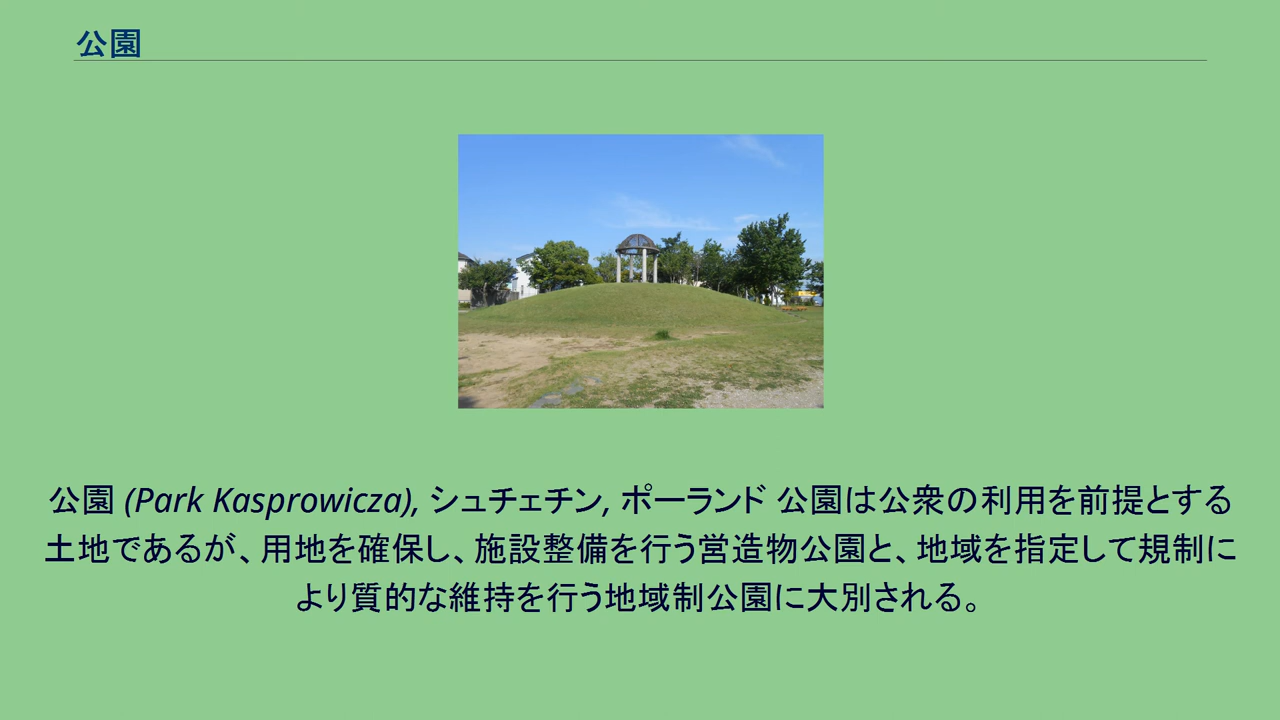 公園
公園 (Park Kasprowicza), シュチェチン, ポーランド 公園は公衆の利用を前提とする
土地であるが、用地を確保し、施設整備を行う営造物公園と、地域を指定して規制に
より質的な維持を行う地域制公園に大別される。